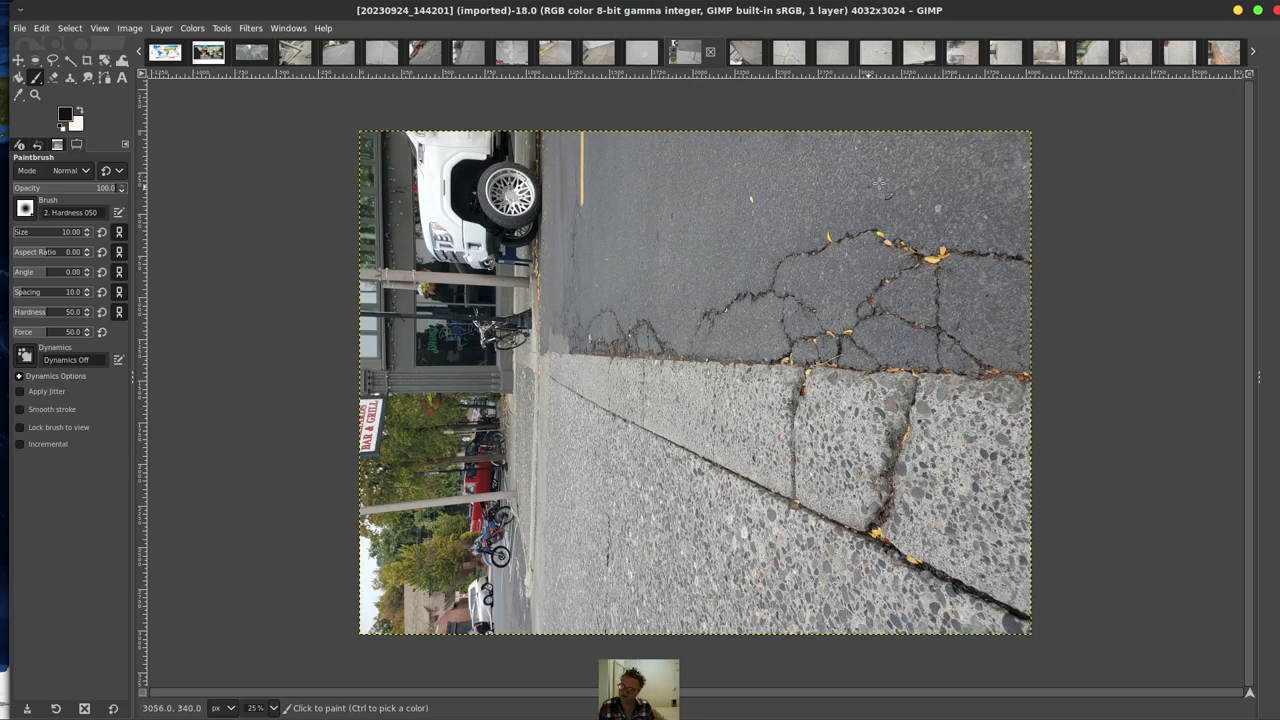 [20230924_144201] (imported)-18.0 (RGB color 8-bit gamma integer, GIMP built-in sRGB, 1 layer) 4032x3024 – GIMP
File Edit Select View Image Layer Colors Tools Filters Windows Help
Paintbrush
Mode Normal
Opacity 100.0
Brush
2. Hardness 050
Size 10.00
Aspect Ratio 0.00
Angle 0.00
Spacing 10.0
Hardness 50.0
Force 50.0
Dynamics
Dynamics Off
Dynamics Options
Apply Jitter
Smooth stroke
Lock brush to view
Incremental
BAR & GRILL
3056.0, 340.0 px 25% Click to paint (Ctrl to pick a color)